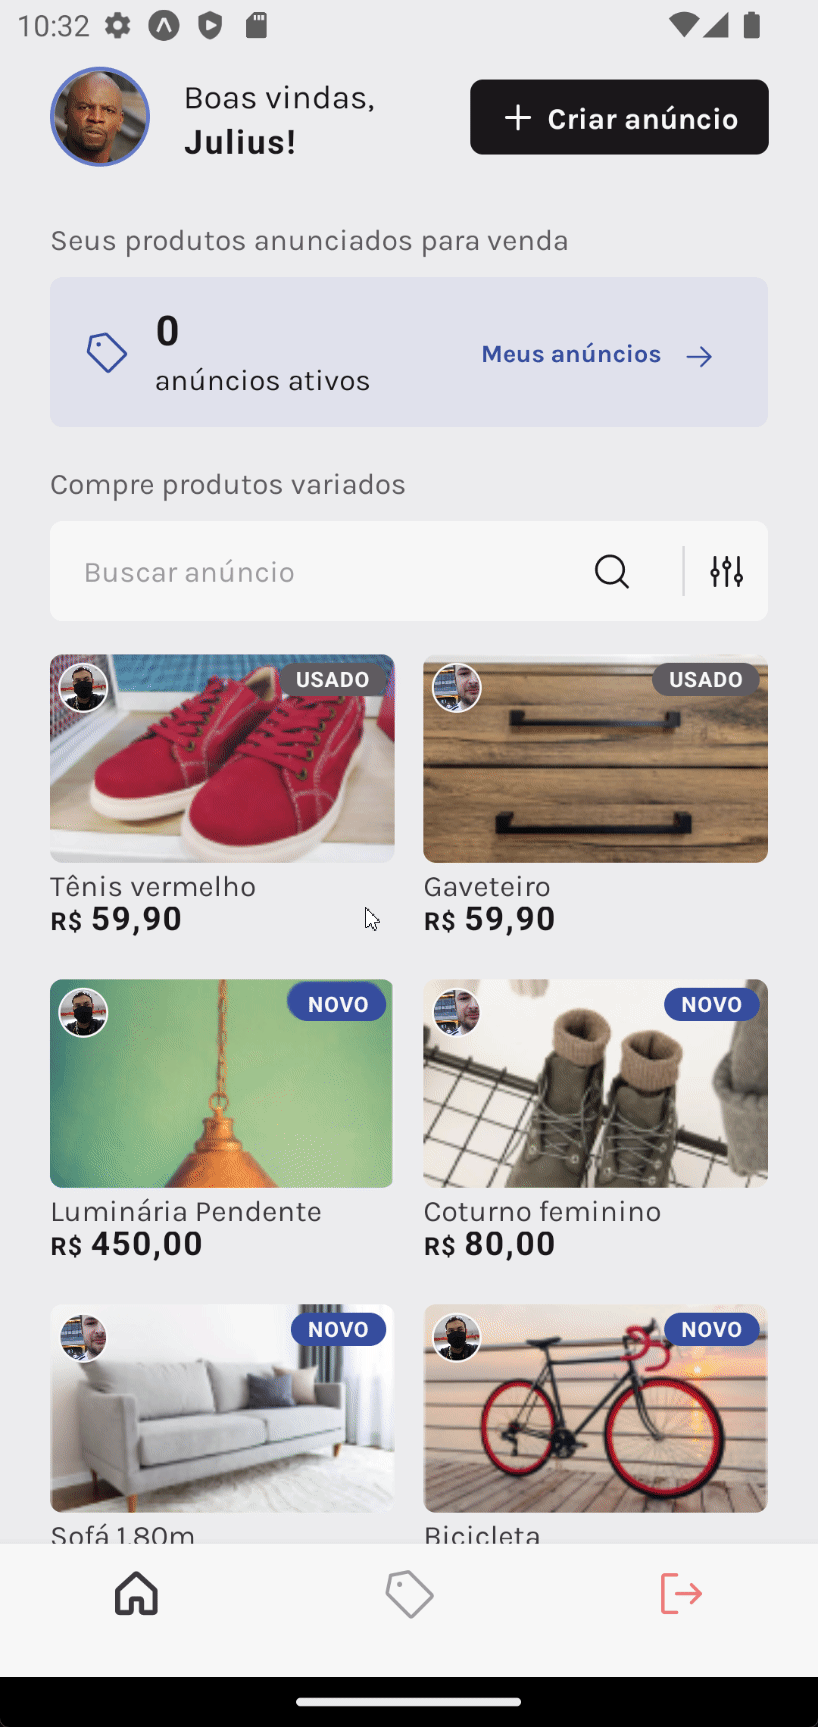 10:32
Boas vindas,
Julius!
+ Criar anúncio
Seus produtos anunciados para venda
0
anúncios ativos
Meus anúncios →
Compre produtos variados
Buscar anúncio
USADO
USADO
Tênis vermelho
R$ 59,90
Gaveteiro
R$ 59,90
NOVO
NOVO
Luminária Pendente
R$ 450,00
Coturno feminino
R$ 80,00
NOVO
NOVO
Sofá 1,80m
Bicicleta